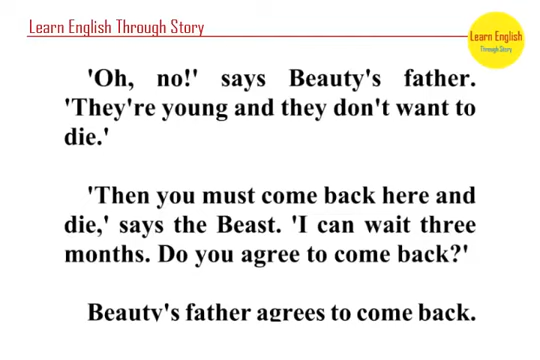 Learn English Through Story
Learn English
Through Story
'Oh, no!' says Beauty's father.
'They're young and they don't want to
die.'
'Then you must come back here and
die,' says the Beast. 'I can wait three
months. Do you agree to come back?'
Beauty's father agrees to come back.